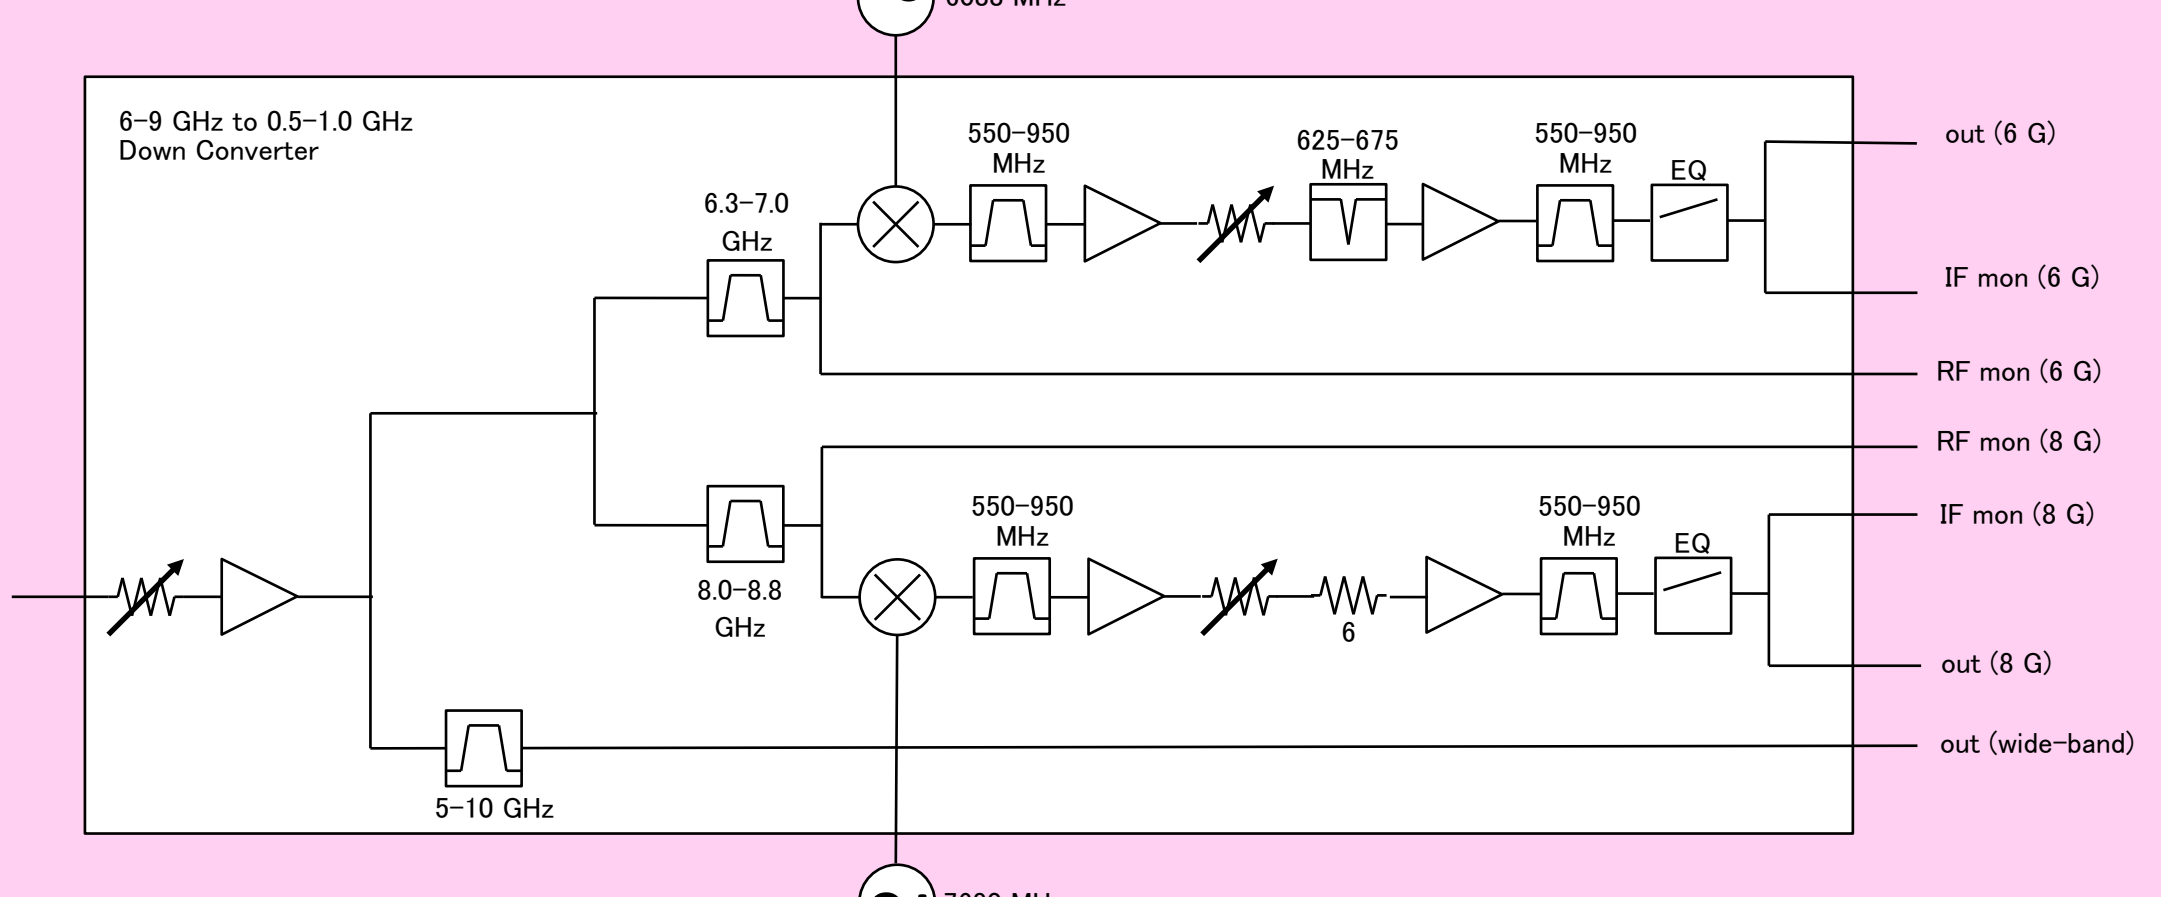 6-9 GHz to 0.5-1.0 GHz
Down Converter
550-950
MHz
625-675
MHz
550-950
MHz
EQ
6.3-7.0
GHz
out (6 G)
IF mon (6 G)
RF mon (6 G)
RF mon (8 G)
8.0-8.8
GHz
550-950
MHz
6
550-950
MHz
EQ
IF mon (8 G)
out (8 G)
out (wide-band)
5-10 GHz